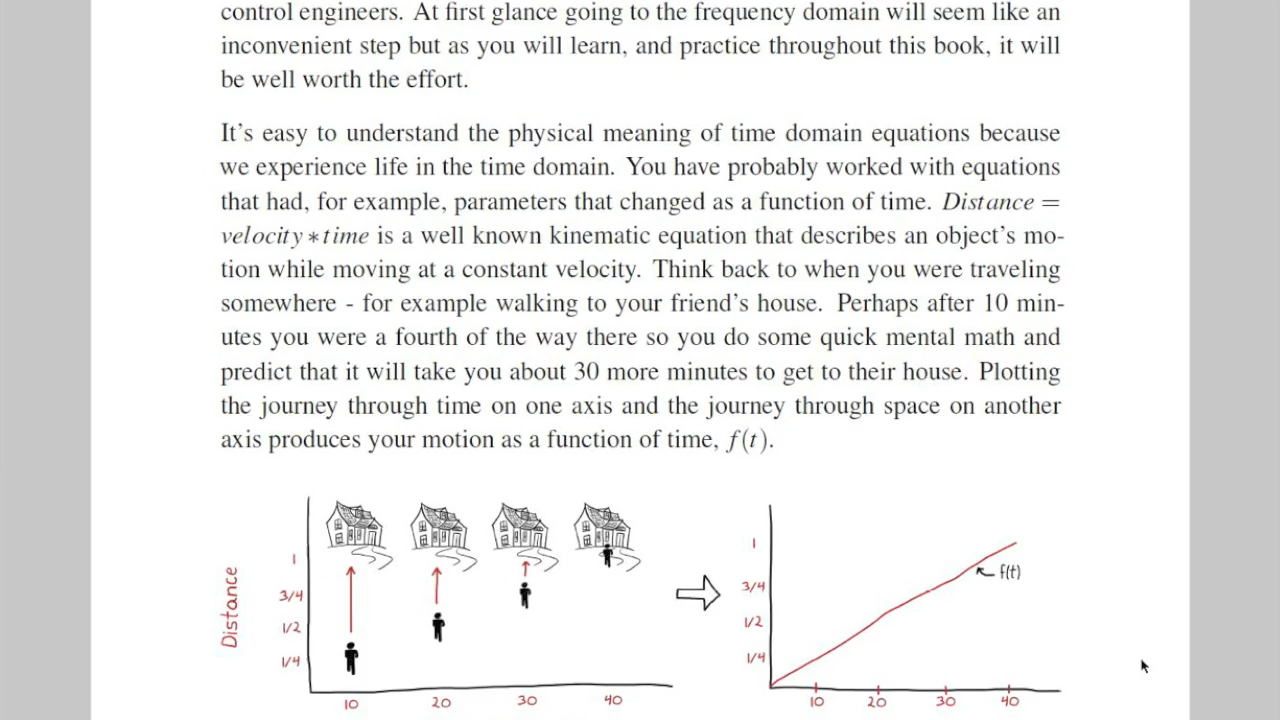 control engineers. At first glance going to the frequency domain will seem like an
inconvenient step but as you will learn, and practice throughout this book, it will
be well worth the effort.
It's easy to understand the physical meaning of time domain equations because
we experience life in the time domain. You have probably worked with equations
that had, for example, parameters that changed as a function of time. Distance =
velocity * time is a well known kinematic equation that describes an object's mo-
tion while moving at a constant velocity. Think back to when you were traveling
somewhere - for example walking to your friend's house. Perhaps after 10 min-
utes you were a fourth of the way there so you do some quick mental math and
predict that it will take you about 30 more minutes to get to their house. Plotting
the journey through time on one axis and the journey through space on another
axis produces your motion as a function of time, f(t).
Distance
1
3/4
1/2
1/4
10 20 30 40
1
3/4
1/2
1/4
f(t)
10 20 30 40